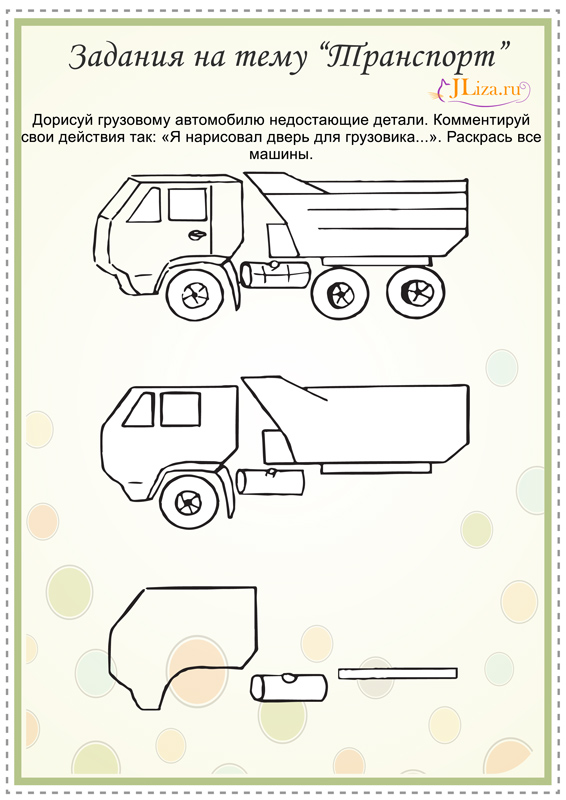 Задания на тему “Транспорт”
JLiza.ru
Дорисуй грузовому автомобилю недостающие детали. Комментируй
свои действия так: «Я нарисовал дверь для грузовика...». Раскрась все
машины.